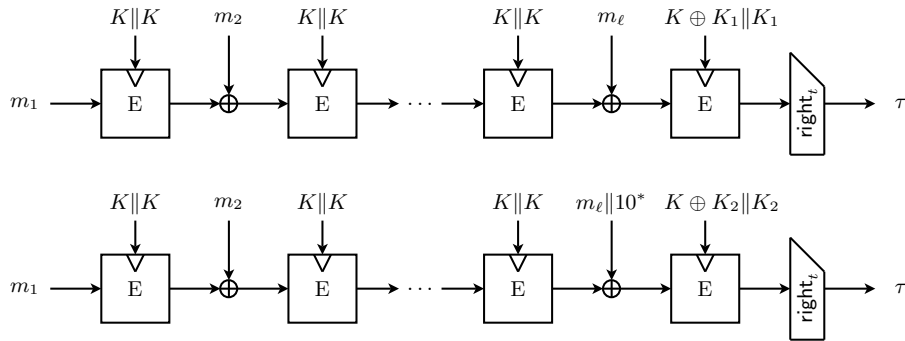 K∥K m₂ K∥K K∥K m_ℓ K ⊕ K₁∥K₁
m₁ E ⊕ E ⋯ E ⊕ E right_t τ
K∥K m₂ K∥K K∥K m_ℓ∥10* K ⊕ K₂∥K₂
m₁ E ⊕ E ⋯ E ⊕ E right_t τ